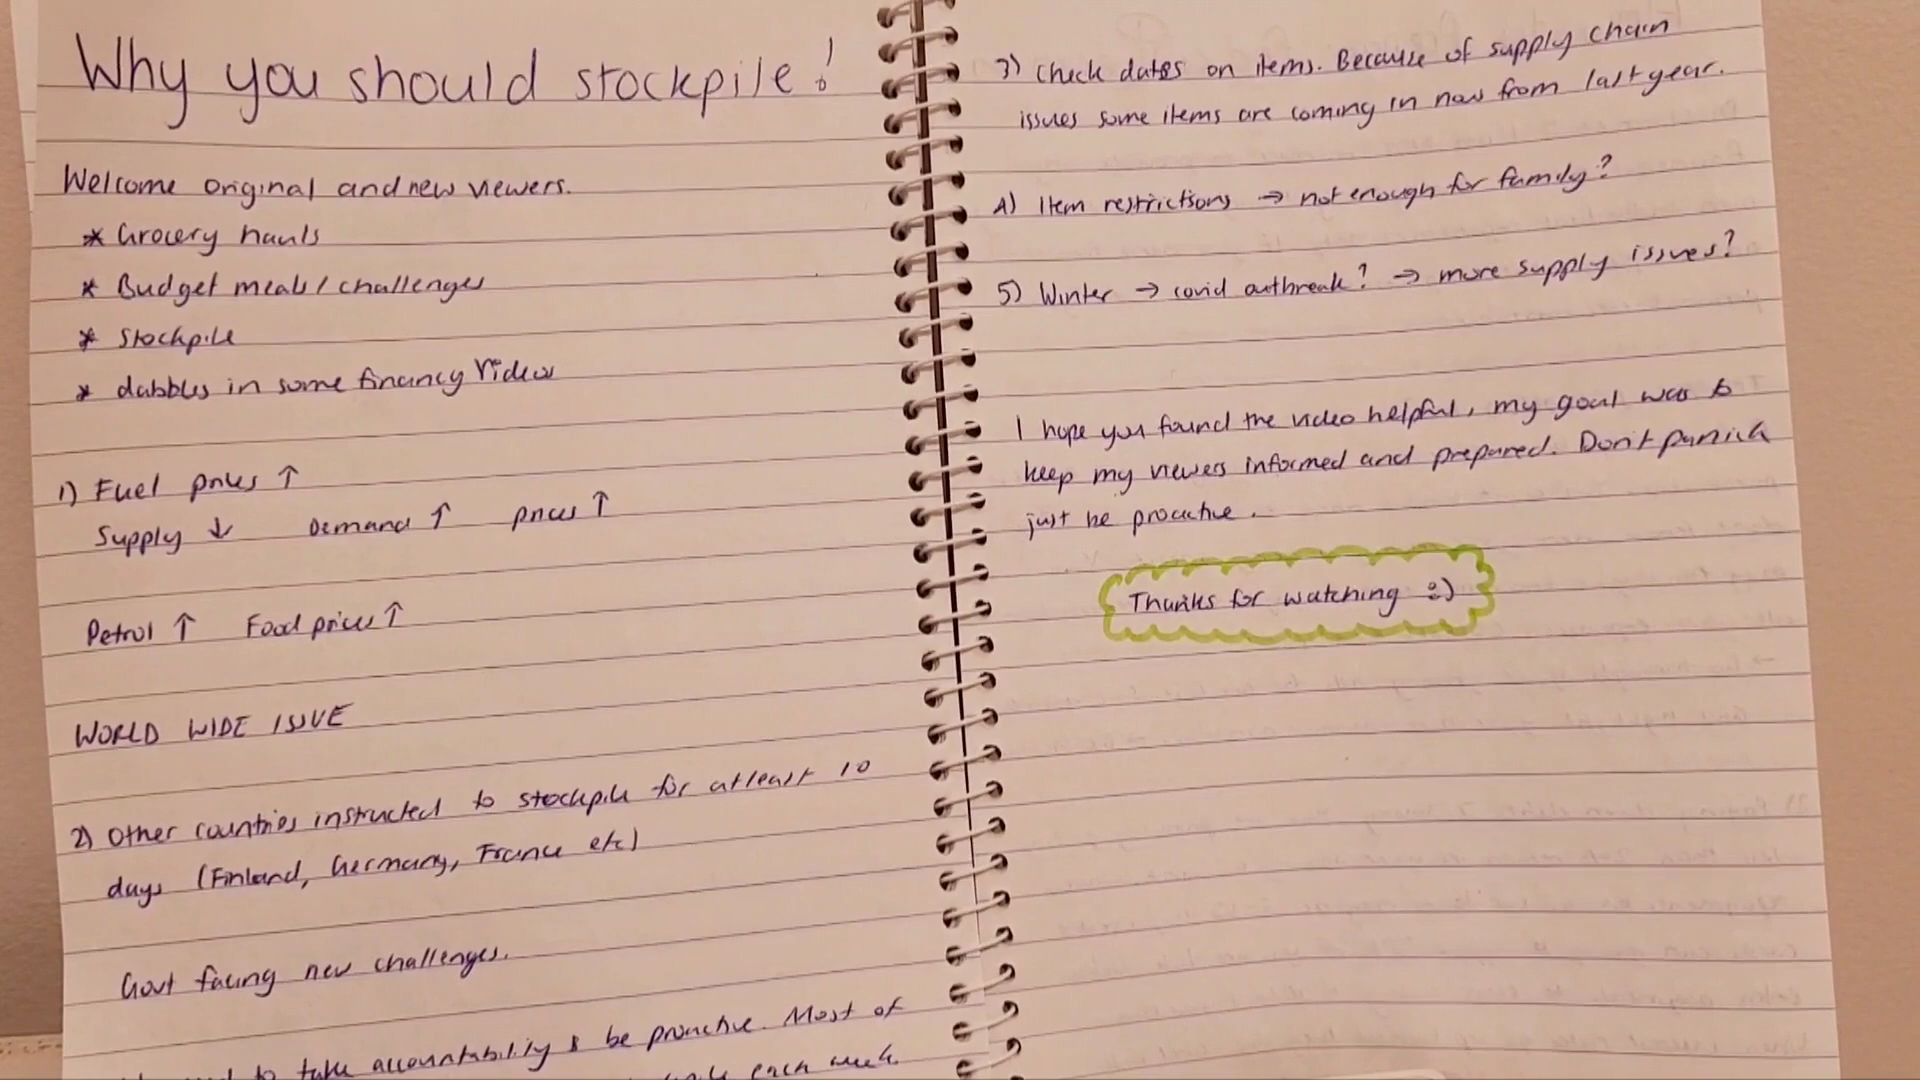 Why you should stockpile!
Welcome original and new viewers.
* Grocery hauls
* Budget meals/challenges
* Stockpile
* dabbles in some financy videos
1) Fuel prices ↑
Supply ↓ Demand ↑ prices ↑
Petrol ↑ Food prices ↑
WORLD WIDE ISSUE
2) Other countries instructed to stockpile for atleast 10
days (Finland, Germany, France etc)
Govt facing new challenges.
to take accountability & be proactive. Most of
each week.
3) Check dates on items. Because of supply chain
issues some items are coming in now from last year.
4) Item restrictions → not enough for family?
5) Winter → covid outbreak? → more supply issues?
I hope you found the video helpful, my goal was to
keep my viewers informed and prepared. Don't panick
just be proactive.
Thanks for watching :)